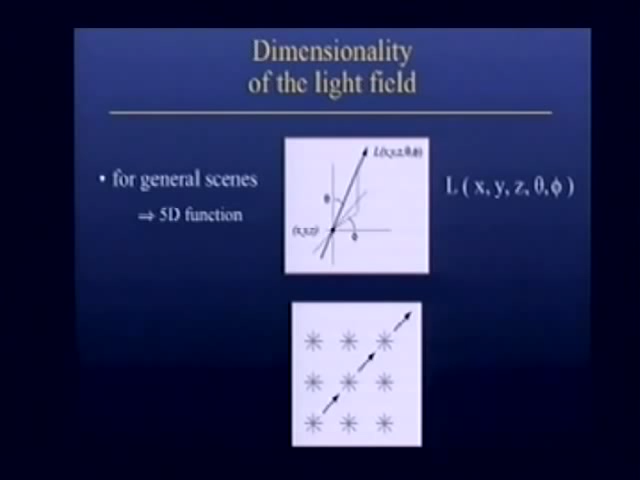 Dimensionality
of the light field
• for general scenes
⇒ 5D function
L(x,y,z,θ,ϕ)
θ
(x,y,z)
ϕ
L ( x, y, z, θ, ϕ )